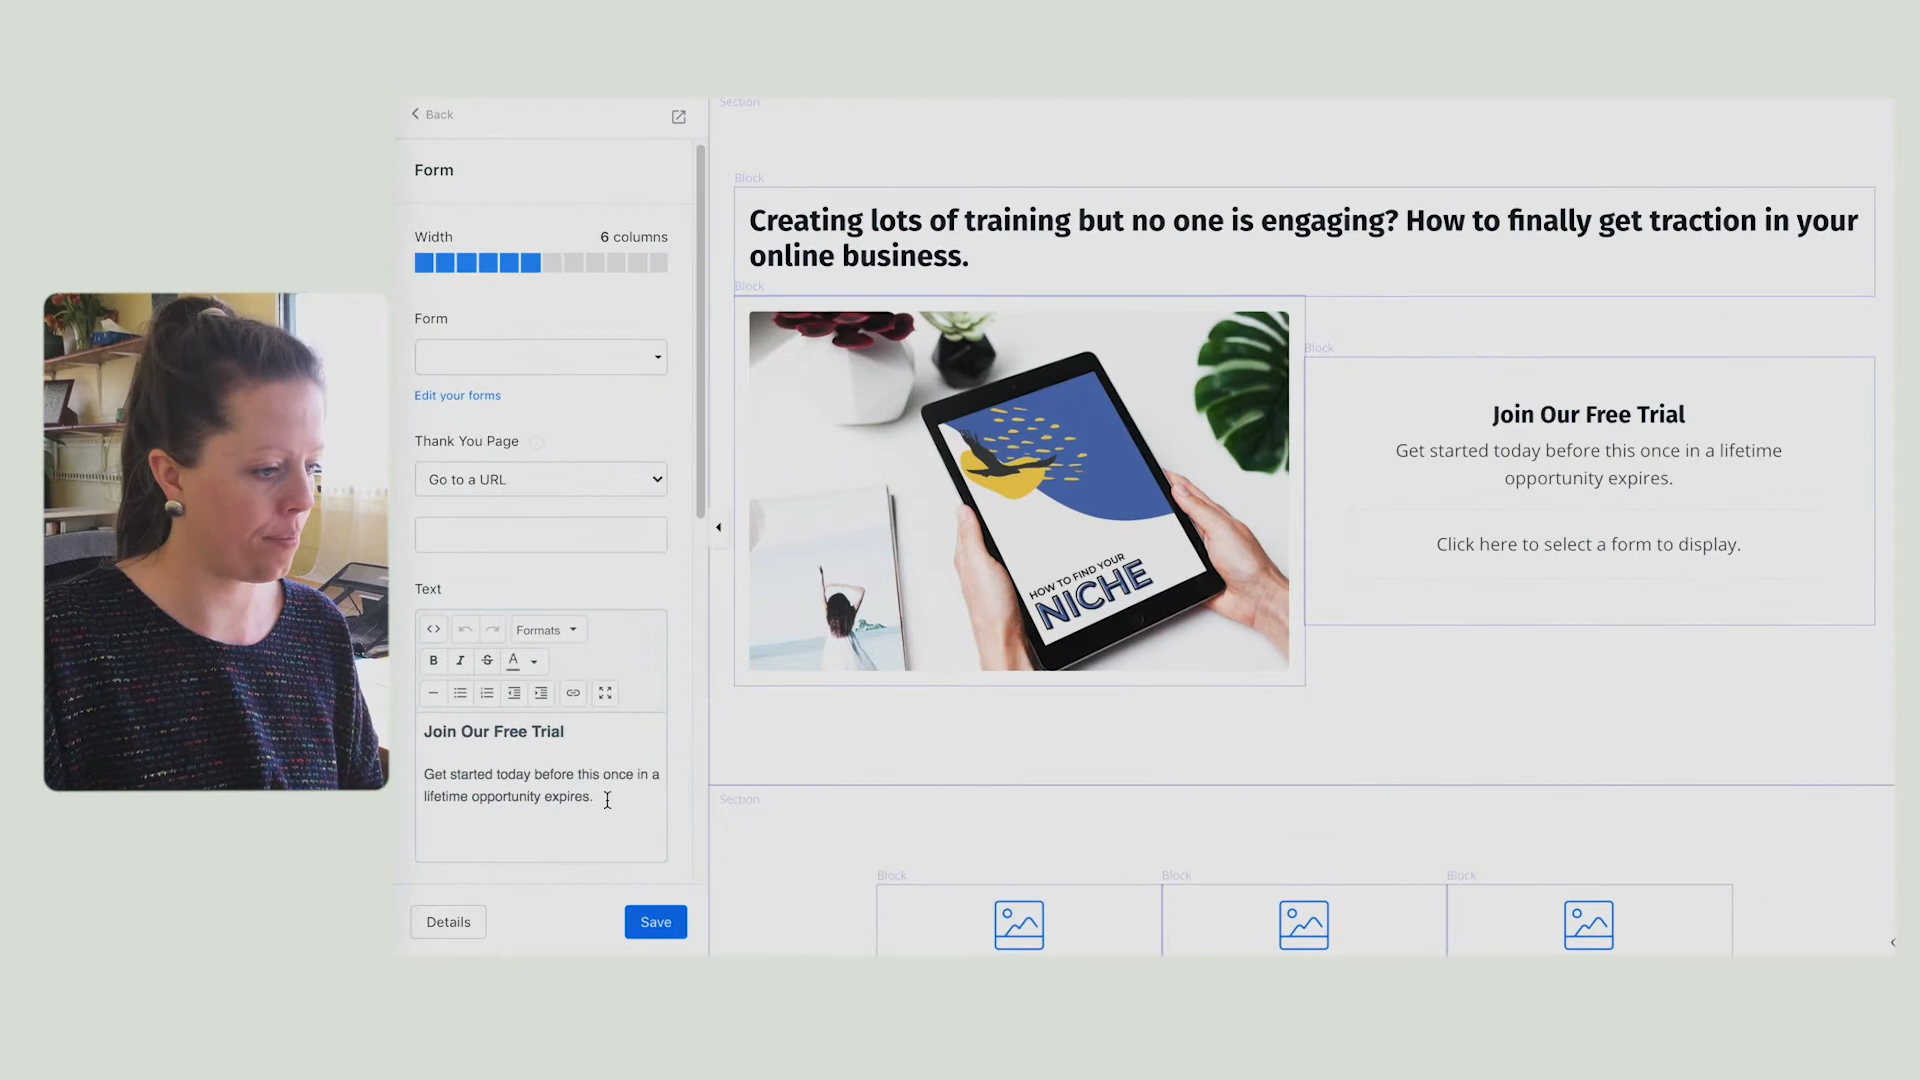 Back
Form
Width 6 columns
Form
Edit your forms
Thank You Page
Go to a URL
Text
Formats
B I S A
Join Our Free Trial
Get started today before this once in a
lifetime opportunity expires.
Details Save
Section
Block
Creating lots of training but no one is engaging? How to finally get traction in your
online business.
Block
HOW TO FIND YOUR
NICHE
Block
Join Our Free Trial
Get started today before this once in a lifetime
opportunity expires.
Click here to select a form to display.
Section
Block Block Block